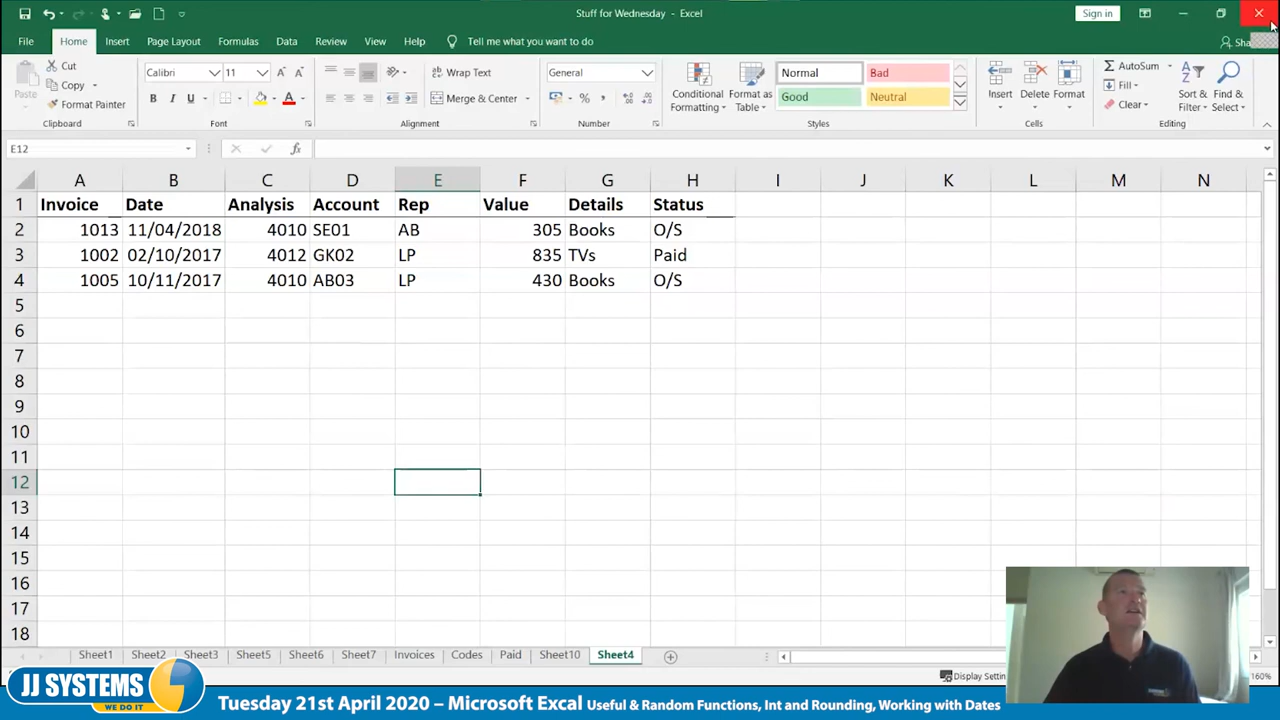 Stuff for Wednesday - Excel
Sign in
File Home Insert Page Layout Formulas Data Review View Help Tell me what you want to do
Paste Cut Copy Format Painter Clipboard
Calibri 11 B I U A A A Font
Wrap Text Merge & Center Alignment
General % , Number
Conditional Formatting Format as Table
Normal Bad Good Neutral Styles
Insert Delete Format Cells
AutoSum Fill Clear Sort & Filter Find & Select Editing
E12 fx
A B C D E F G H I J K L M N
1 Invoice Date Analysis Account Rep Value Details Status
2 1013 11/04/2018 4010 SE01 AB 305 Books O/S
3 1002 02/10/2017 4012 GK02 LP 835 TVs Paid
4 1005 10/11/2017 4010 AB03 LP 430 Books O/S
5
6
7
8
9
10
11
12
13
14
15
16
17
18
Sheet1 Sheet2 Sheet3 Sheet5 Sheet6 Sheet7 Invoices Codes Paid Sheet10 Sheet4
Display 160%
JJ SYSTEMS
WE DO IT
Tuesday 21st April 2020 – Microsoft Excal Useful & Random Functions, Int and Rounding, Working with Dates